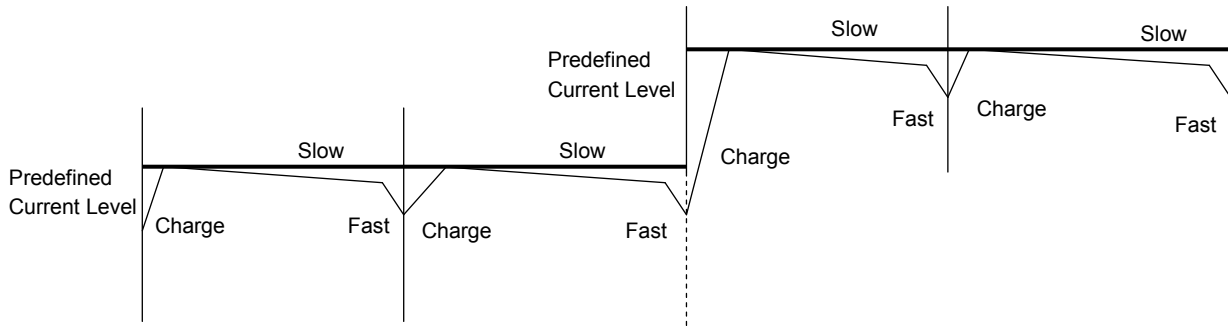 Slow
Slow
Predefined
Current Level
Fast
Charge
Fast
Charge
Slow
Slow
Predefined
Current Level
Charge
Fast
Charge
Fast